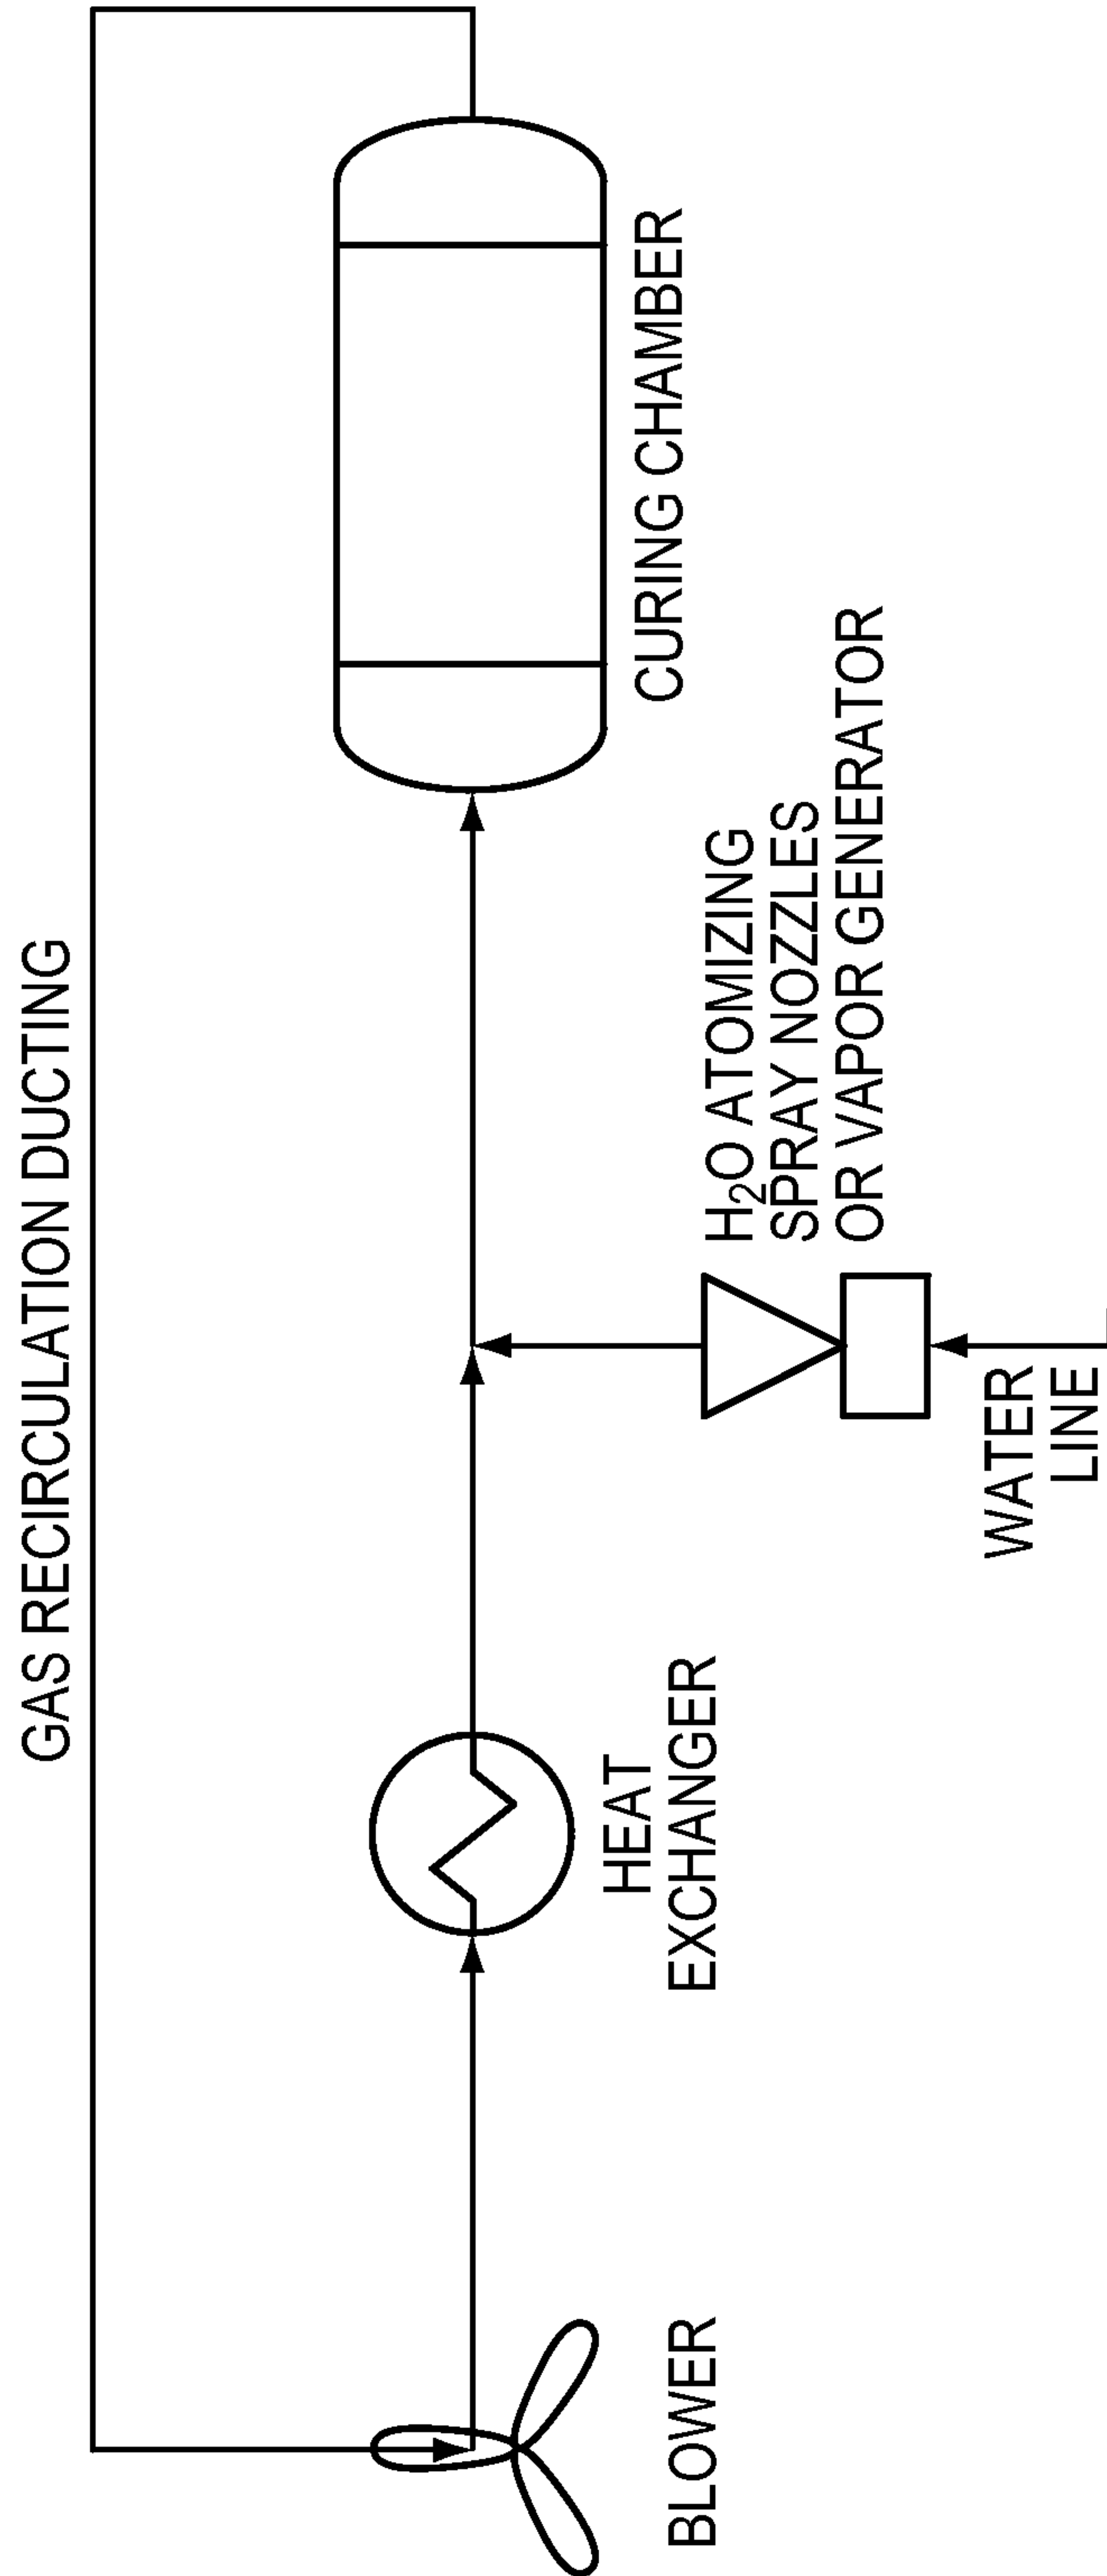 GAS RECIRCULATION DUCTING
CURING CHAMBER
H₂O ATOMIZING
SPRAY NOZZLES
OR VAPOR GENERATOR
HEAT
EXCHANGER
BLOWER
WATER
LINE